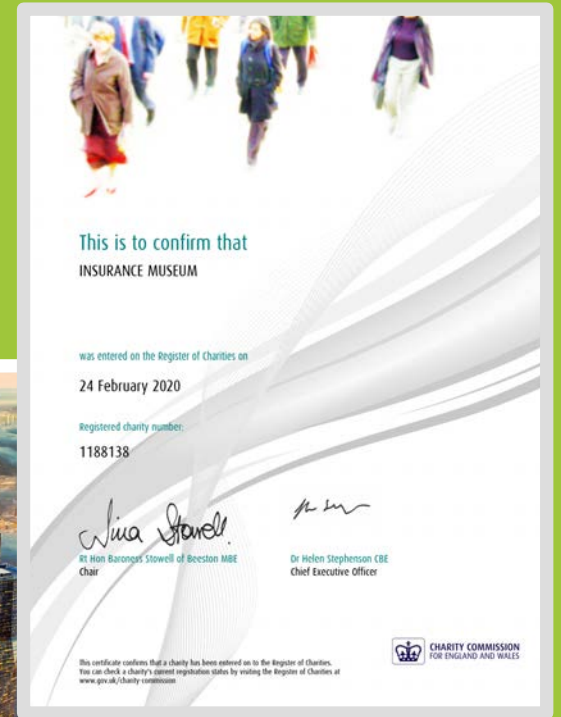 This is to confirm that
INSURANCE MUSEUM
was entered on the Register of Charities on
24 February 2020
Registered charity number:
1188138
Nina Stowell.
Rt Hon Baroness Stowell of Beeston MBE
Chair
Dr Helen Stephenson CBE
Chief Executive Officer
This certificate confirms that a charity has been entered on to the Register of Charities.
You can check a charity's current registration status by visiting the Register of Charities at
www.gov.uk/charity-commission
CHARITY COMMISSION
FOR ENGLAND AND WALES